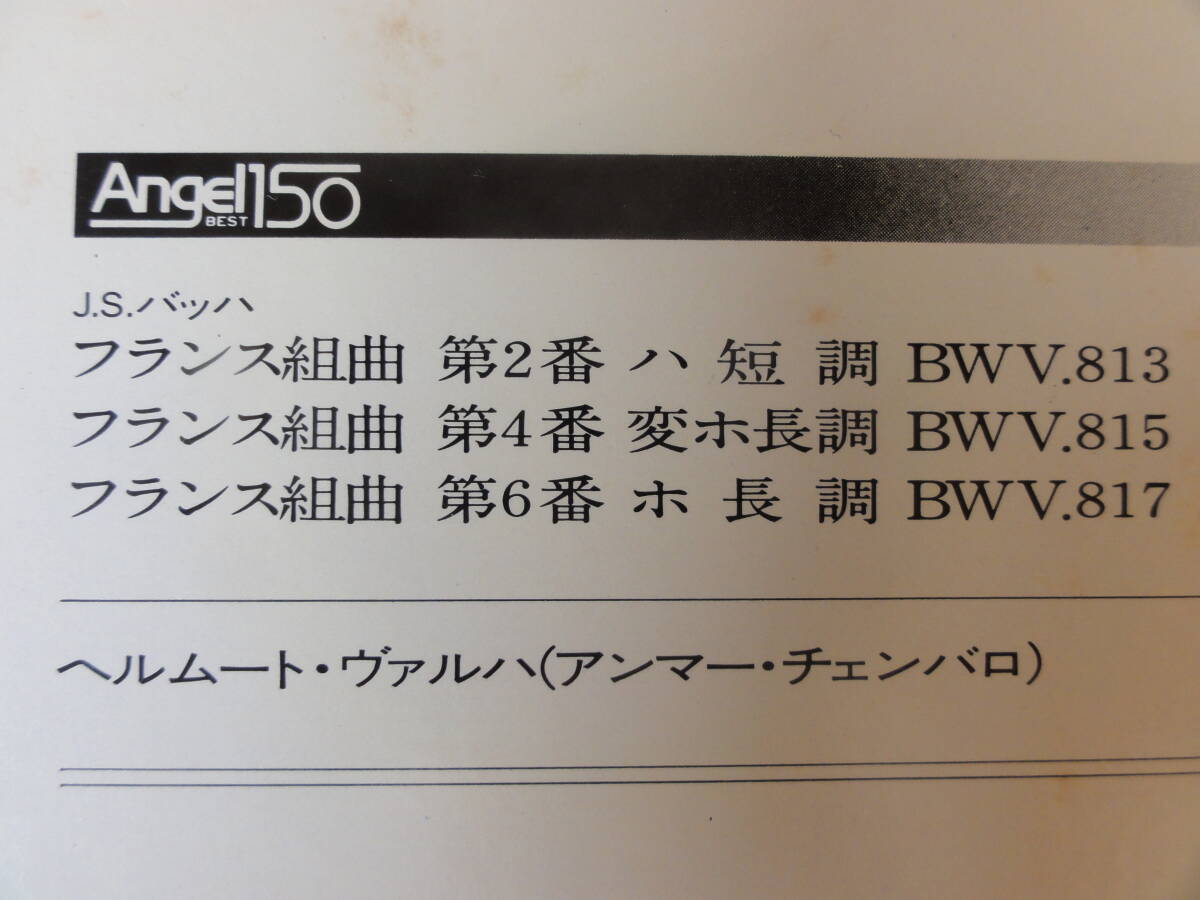 Angel BEST 150
J.S.バッハ
フランス組曲 第2番 ハ短調 BWV.813
フランス組曲 第4番 変ホ長調 BWV.815
フランス組曲 第6番 ホ長調 BWV.817
ヘルムート・ヴァルハ(アンマー・チェンバロ)